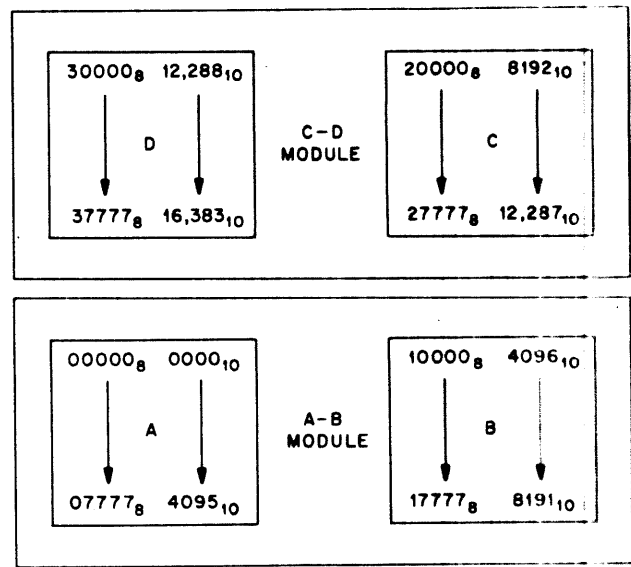 30000₈ 12,288₁₀
D
37777₈ 16,383₁₀
C-D
MODULE
20000₈ 8192₁₀
C
27777₈ 12,287₁₀
00000₈ 0000₁₀
A
07777₈ 4095₁₀
A-B
MODULE
10000₈ 4096₁₀
B
17777₈ 8191₁₀